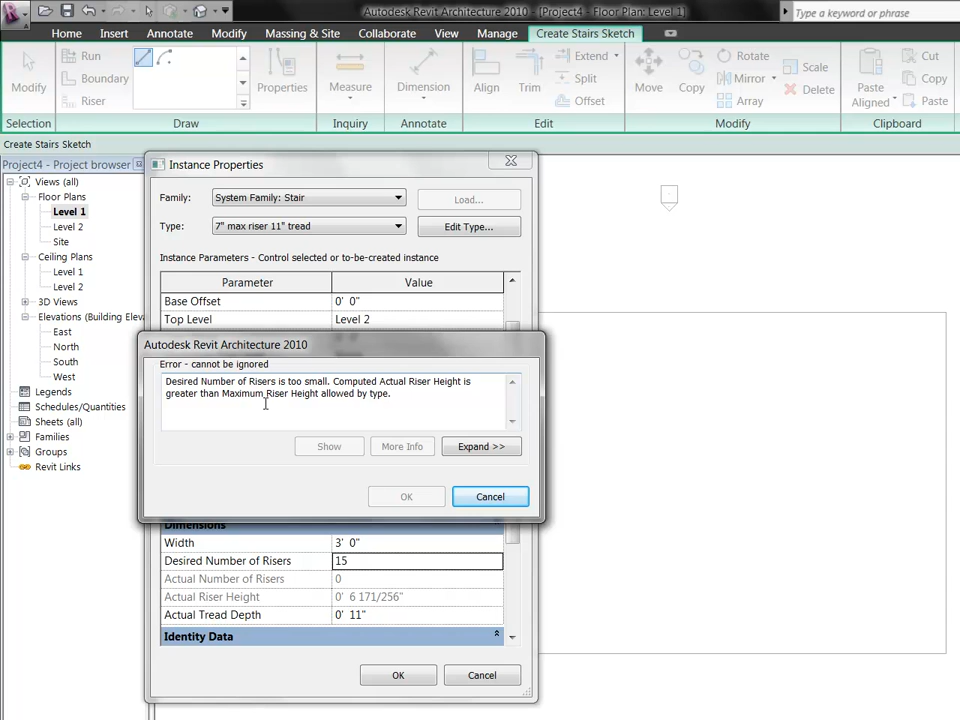 Autodesk Revit Architecture 2010 - [Project4 - Floor Plan: Level 1]
Type a keyword or phrase
Home Insert Annotate Modify Massing & Site Collaborate View Manage Create Stairs Sketch
Modify
Run
Boundary
Riser
Properties
Measure
Dimension
Align
Trim
Extend
Split
Offset
Move
Copy
Rotate
Mirror
Array
Scale
Delete
Paste
Aligned
Cut
Copy
Paste
Selection Draw Inquiry Annotate Edit Modify Clipboard
Create Stairs Sketch
Project4 - Project browser
Views (all)
Floor Plans
Level 1
Level 2
Site
Ceiling Plans
Level 1
Level 2
3D Views
Elevations (Building Eleva
East
North
South
West
Legends
Schedules/Quantities
Sheets (all)
Families
Groups
Revit Links
Instance Properties
Family: System Family: Stair Load...
Type: 7" max riser 11" tread Edit Type...
Instance Parameters - Control selected or to-be-created instance
Parameter Value
Base Offset 0' 0"
Top Level Level 2
Autodesk Revit Architecture 2010
Error - cannot be ignored
Desired Number of Risers is too small. Computed Actual Riser Height is
greater than Maximum Riser Height allowed by type.
Show More Info Expand >>
OK Cancel
Dimensions
Width 3' 0"
Desired Number of Risers 15
Actual Number of Risers 0
Actual Riser Height 0' 6 171/256"
Actual Tread Depth 0' 11"
Identity Data
OK Cancel